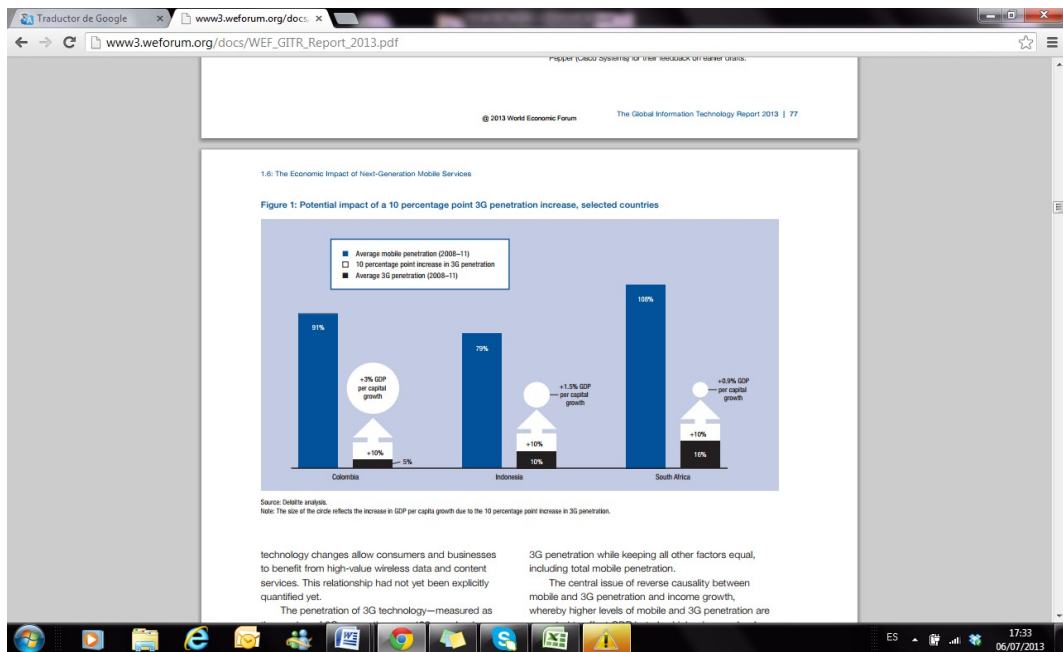 Traductor de Google
www3.weforum.org/docs
www3.weforum.org/docs/WEF_GITR_Report_2013.pdf
Pepper (Cisco Systems) for their feedback on earlier drafts.
@ 2013 World Economic Forum
The Global Information Technology Report 2013 | 77
1.6: The Economic Impact of Next-Generation Mobile Services
Figure 1: Potential impact of a 10 percentage point 3G penetration increase, selected countries
Average mobile penetration (2008–11)
10 percentage point increase in 3G penetration
Average 3G penetration (2008–11)
91%
+3% GDP
per capital
growth
+10%
5%
Colombia
79%
+1.5% GDP
per capital
growth
+10%
10%
Indonesia
108%
+0.9% GDP
per capital
growth
+10%
16%
South Africa
Source: Deloitte analysis.
Note: The size of the circle reflects the increase in GDP per capita growth due to the 10 percentage point increase in 3G penetration.
technology changes allow consumers and businesses
to benefit from high-value wireless data and content
services. This relationship had not yet been explicitly
quantified yet.
The penetration of 3G technology—measured as
3G penetration while keeping all other factors equal,
including total mobile penetration.
The central issue of reverse causality between
mobile and 3G penetration and income growth,
whereby higher levels of mobile and 3G penetration are
ES
17:33
06/07/2013